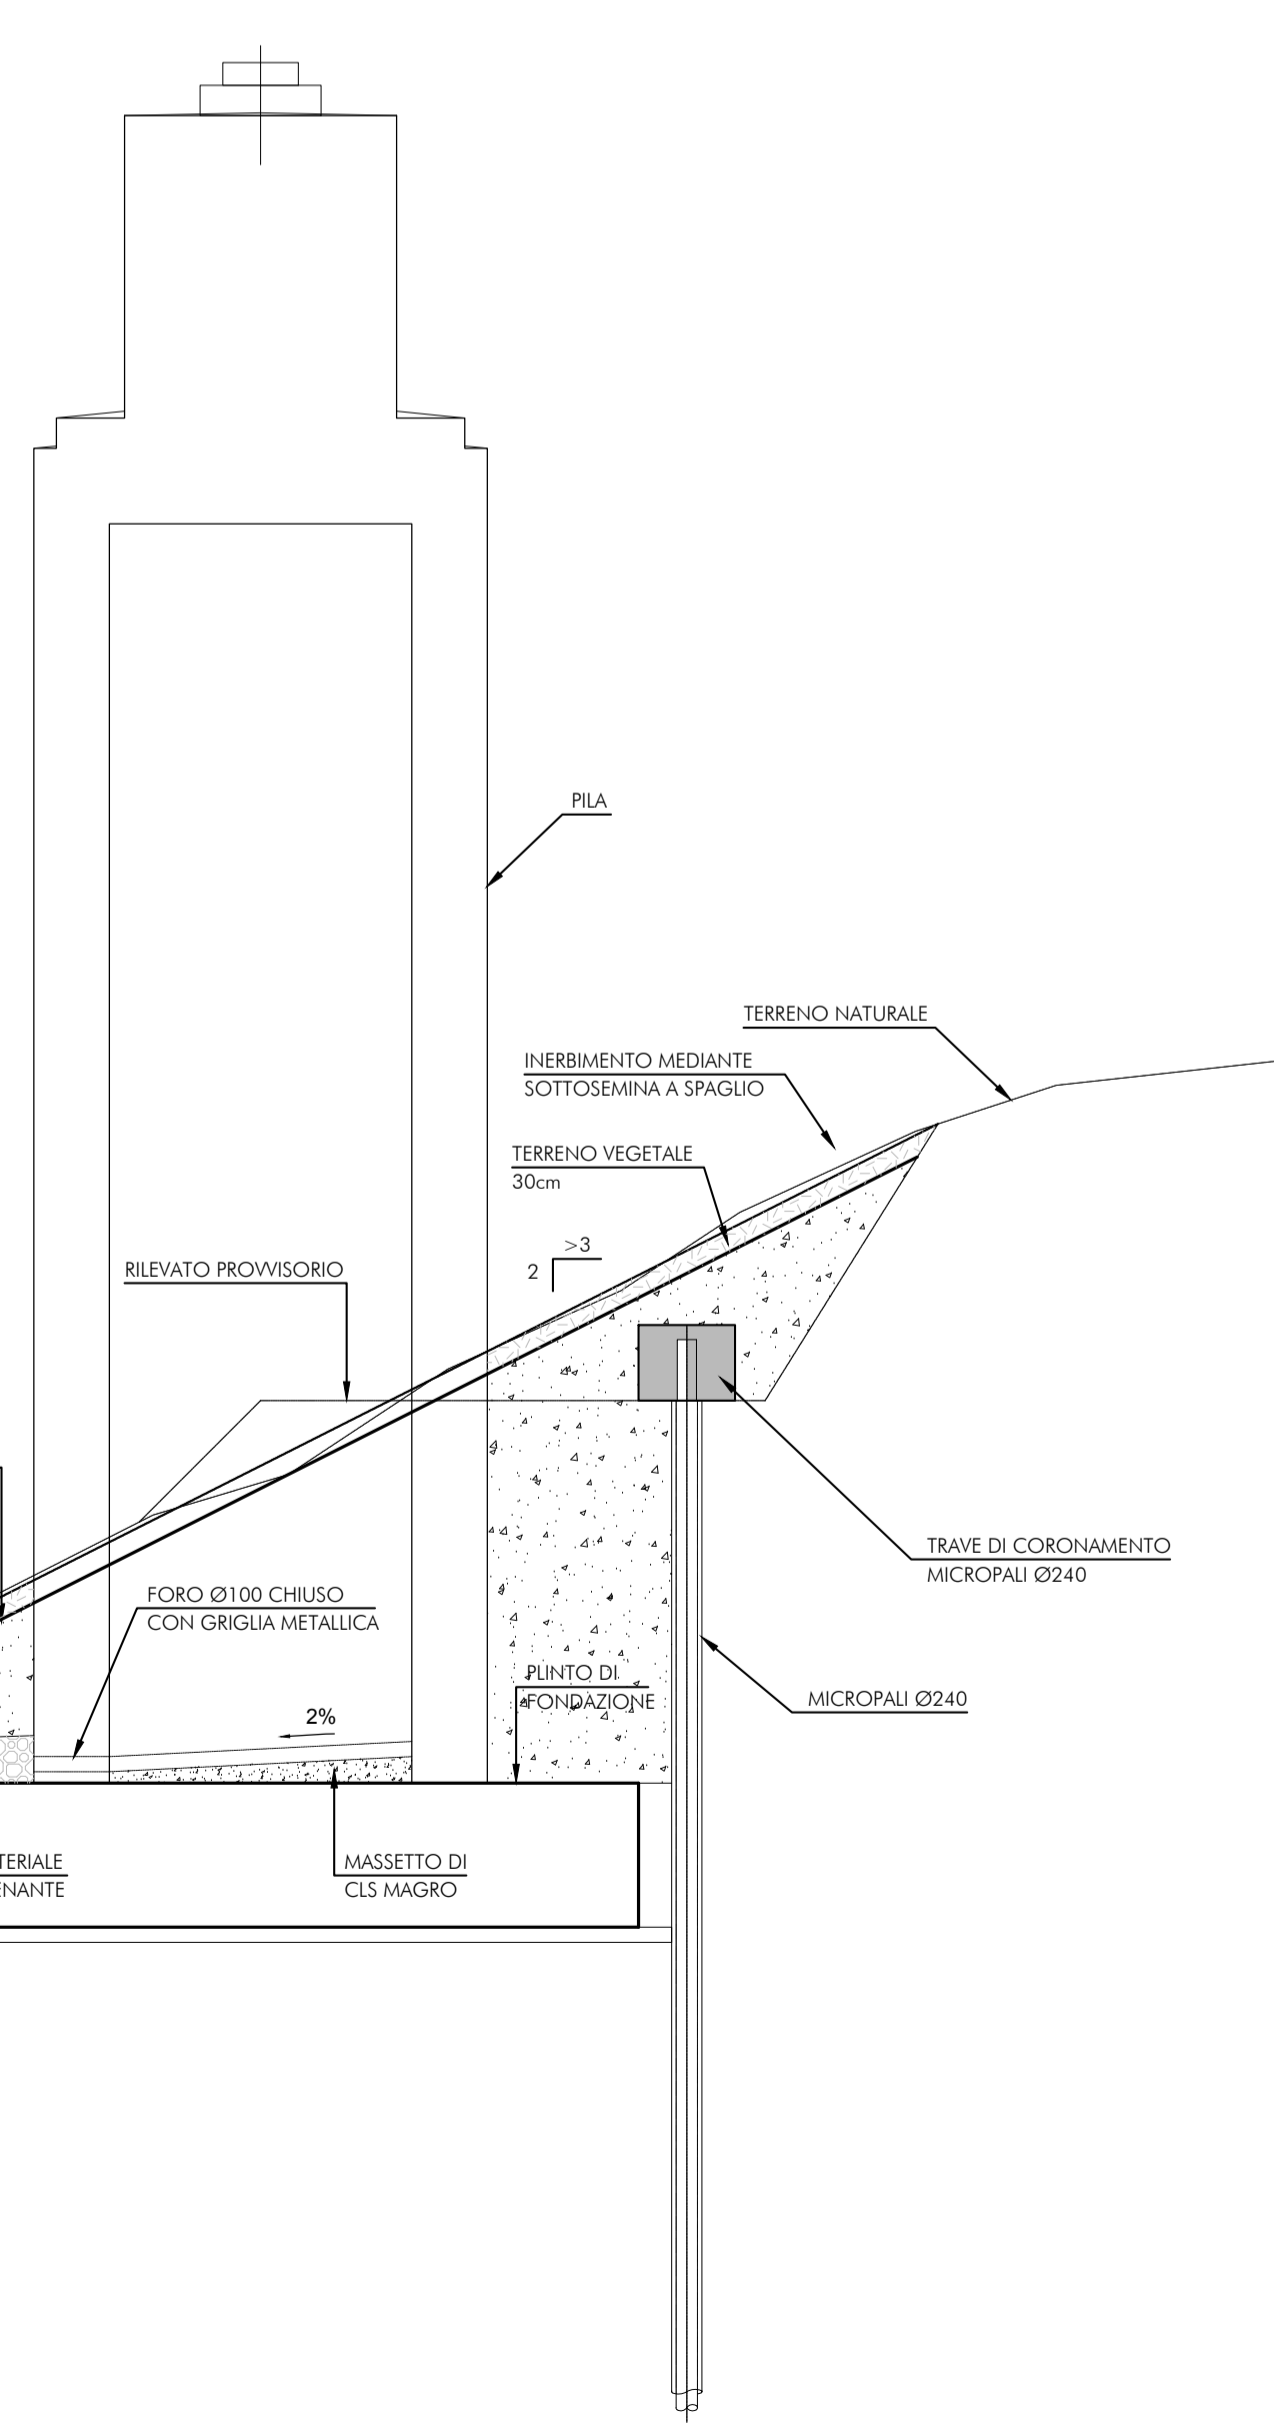 PILA
TERRENO NATURALE
INERBIMENTO MEDIANTE
SOTTOSEMINA A SPAGLIO
TERRENO VEGETALE
30cm
>3
2
RILEVATO PROVVISORIO
TRAVE DI CORONAMENTO
MICROPALI Ø240
FORO Ø100 CHIUSO
CON GRIGLIA METALLICA
PLINTO DI
FONDAZIONE
MICROPALI Ø240
2%
TERIALE
ENANTE
MASSETTO DI
CLS MAGRO